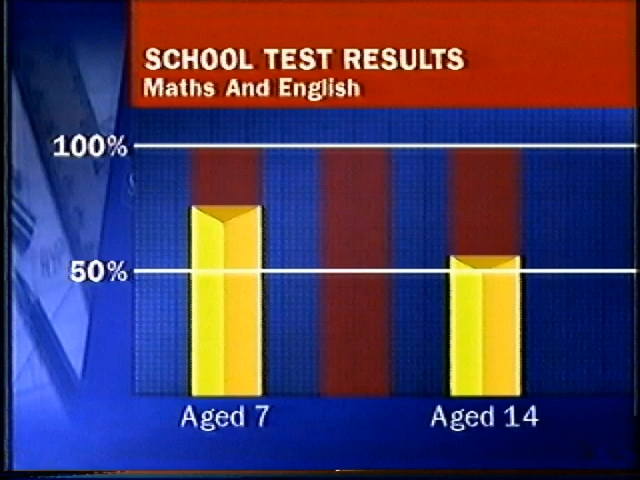 SCHOOL TEST RESULTS
Maths And English
100%
50%
Aged 7
Aged 14